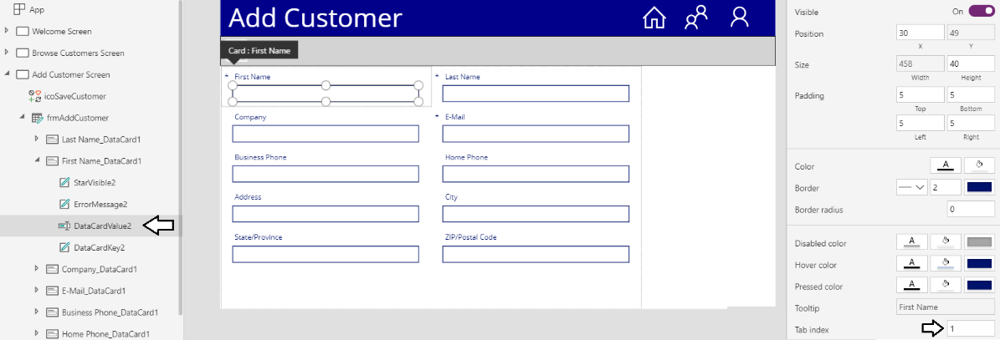 App
Welcome Screen
Browse Customers Screen
Add Customer Screen
icoSaveCustomer
frmAddCustomer
Last Name_DataCard1
First Name_DataCard1
StarVisible2
ErrorMessage2
DataCardValue2
DataCardKey2
Company_DataCard1
E-Mail_DataCard1
Business Phone_DataCard1
Home Phone_DataCard1
Add Customer
Card : First Name
* First Name
* Last Name
Company
* E-Mail
Business Phone
Home Phone
Address
City
State/Province
ZIP/Postal Code
Visible On
Position 30 49
X Y
Size 458 40
Width Height
Padding 5 5
Top Bottom
5 5
Left Right
Color A
Border 2
Border radius 0
Disabled color A
Hover color A
Pressed color A
Tooltip First Name
Tab index 1